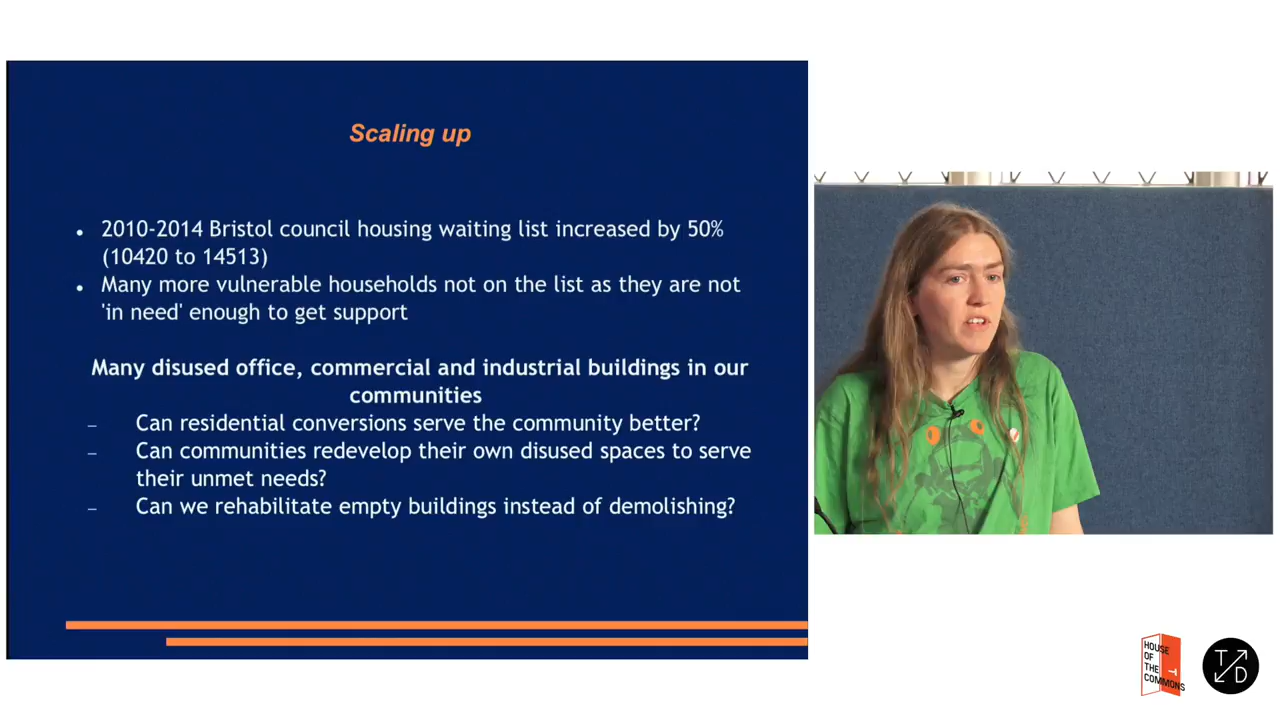 Scaling up
• 2010-2014 Bristol council housing waiting list increased by 50%
(10420 to 14513)
• Many more vulnerable households not on the list as they are not
'in need' enough to get support
Many disused office, commercial and industrial buildings in our
communities
– Can residential conversions serve the community better?
– Can communities redevelop their own disused spaces to serve
their unmet needs?
– Can we rehabilitate empty buildings instead of demolishing?
HOUSE
OF
THE
COMMONS
T
D